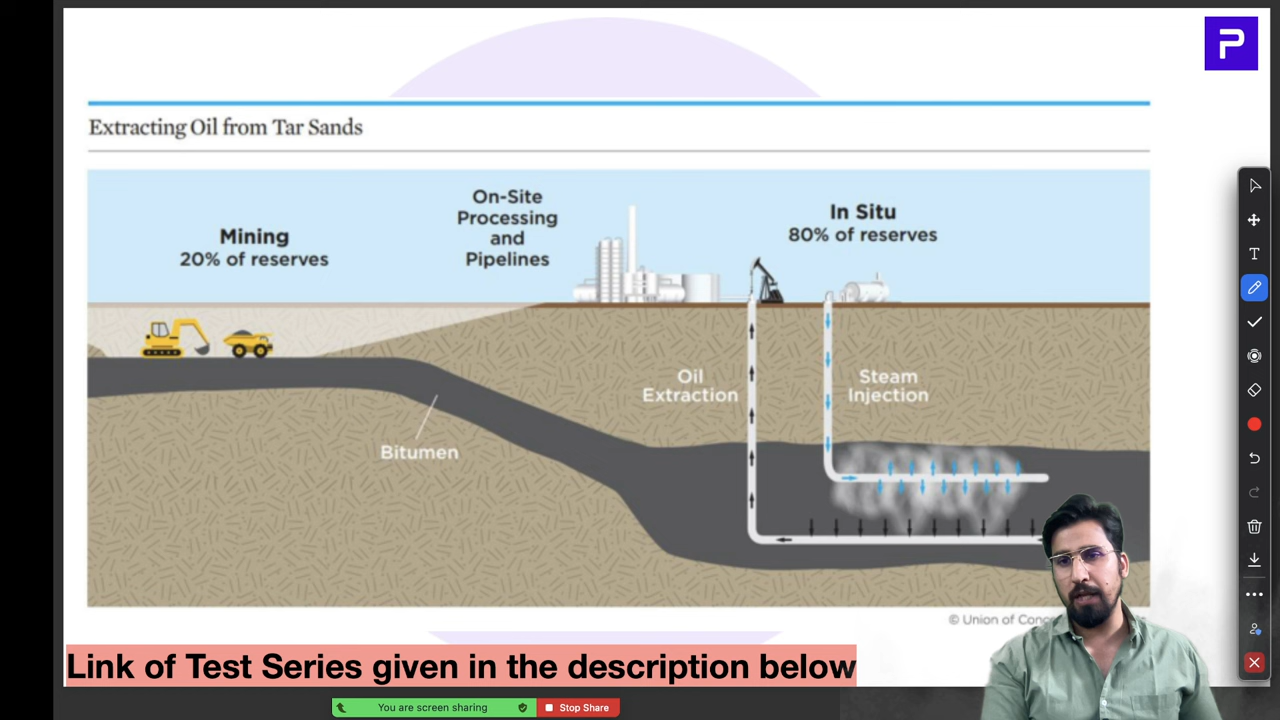 P
Extracting Oil from Tar Sands
On-Site
Processing
and
Pipelines
Mining
20% of reserves
In Situ
80% of reserves
Oil
Extraction
Steam
Injection
Bitumen
© Union of
Link of Test Series given in the description below
You are screen sharing
Stop Share
T